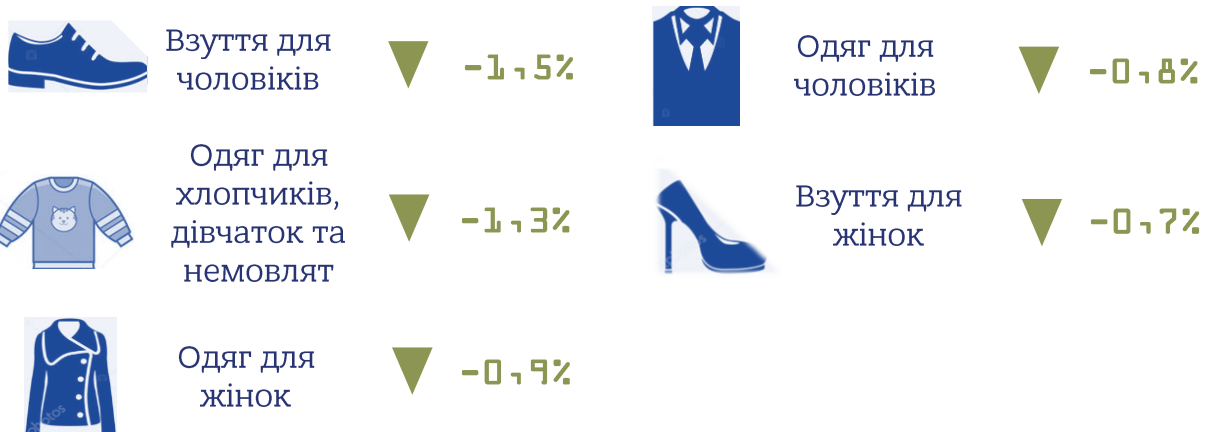 Взуття для
чоловіків
-1,5%
Одяг для
хлопчиків,
дівчаток та
немовлят
-1,3%
Одяг для
жінок
-0,9%
Одяг для
чоловіків
-0,8%
Взуття для
жінок
-0,7%